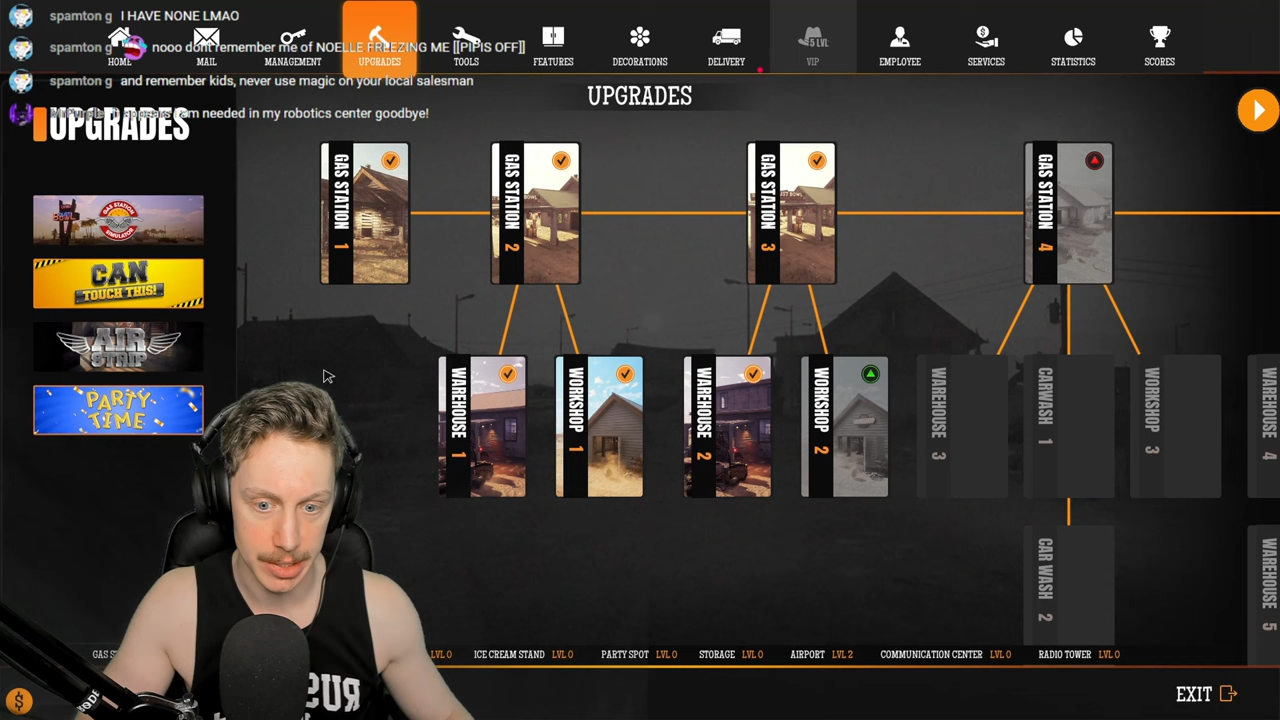 spamton g I HAVE NONE LMAO
spamton g nooo dont remember me of NOELLE FREEZING ME [[PIPIS OFF]]
spamton g and remember kids, never use magic on your local salesman
am needed in my robotics center goodbye!
HOME
MAIL
MANAGEMENT
UPGRADES
TOOLS
FEATURES
DECORATIONS
DELIVERY
5 LVL
VIP
EMPLOYEE
SERVICES
STATISTICS
SCORES
UPGRADES
UPGRADES
GAS STATION
SIMULATOR
CAN
TOUCH THIS!
AIR
STRIP
PARTY
TIME
GAS STATION 1
GAS STATION 2
GAS STATION 3
GAS STATION 4
WAREHOUSE 1
WORKSHOP 1
WAREHOUSE 2
WORKSHOP 2
WAREHOUSE 3
CARWASH 1
WORKSHOP 3
WAREHOUSE 4
CAR WASH 2
WAREHOUSE 5
GAS LVL 0 ICE CREAM STAND LVL 0 PARTY SPOT LVL 0 STORAGE LVL 0 AIRPORT LVL 2 COMMUNICATION CENTER LVL 0 RADIO TOWER LVL 0
EXIT